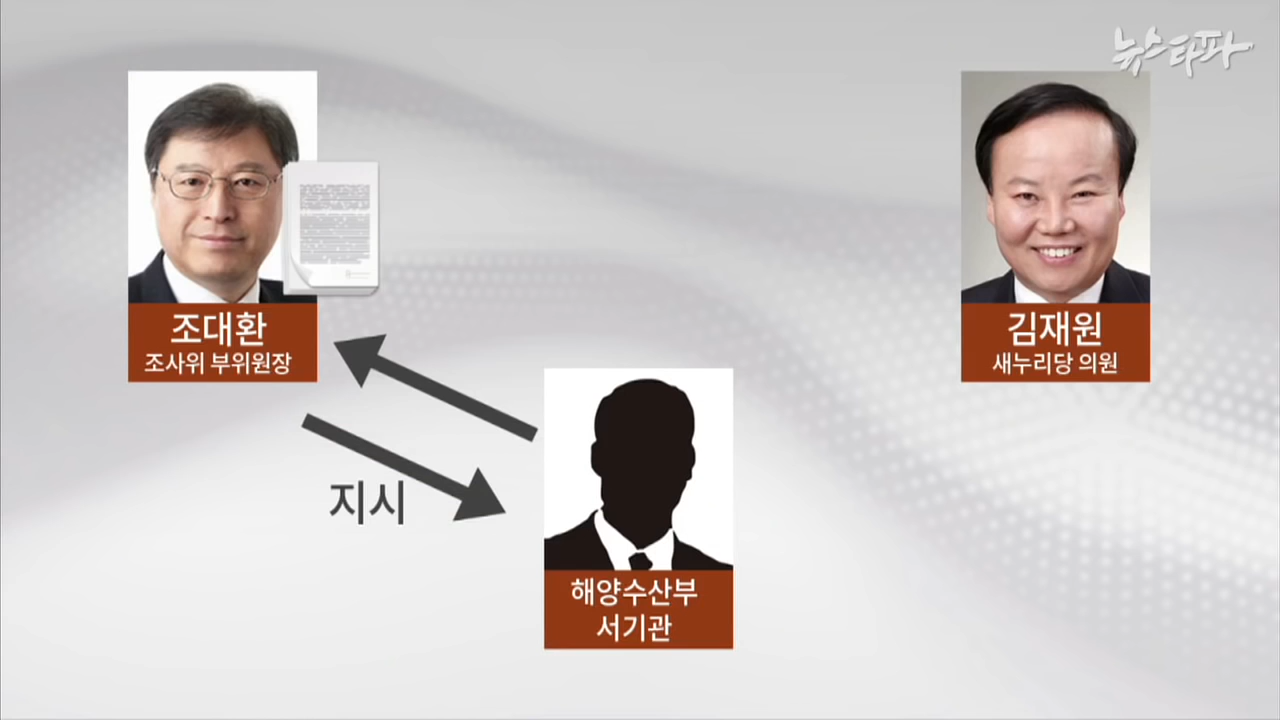 뉴스타파
조대환
조사위 부위원장
김재원
새누리당 의원
지시
해양수산부
서기관